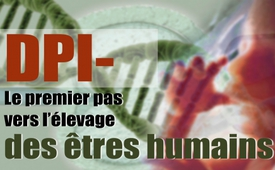 DPI-
Le premier pas
vers l'élevage
des êtres humains